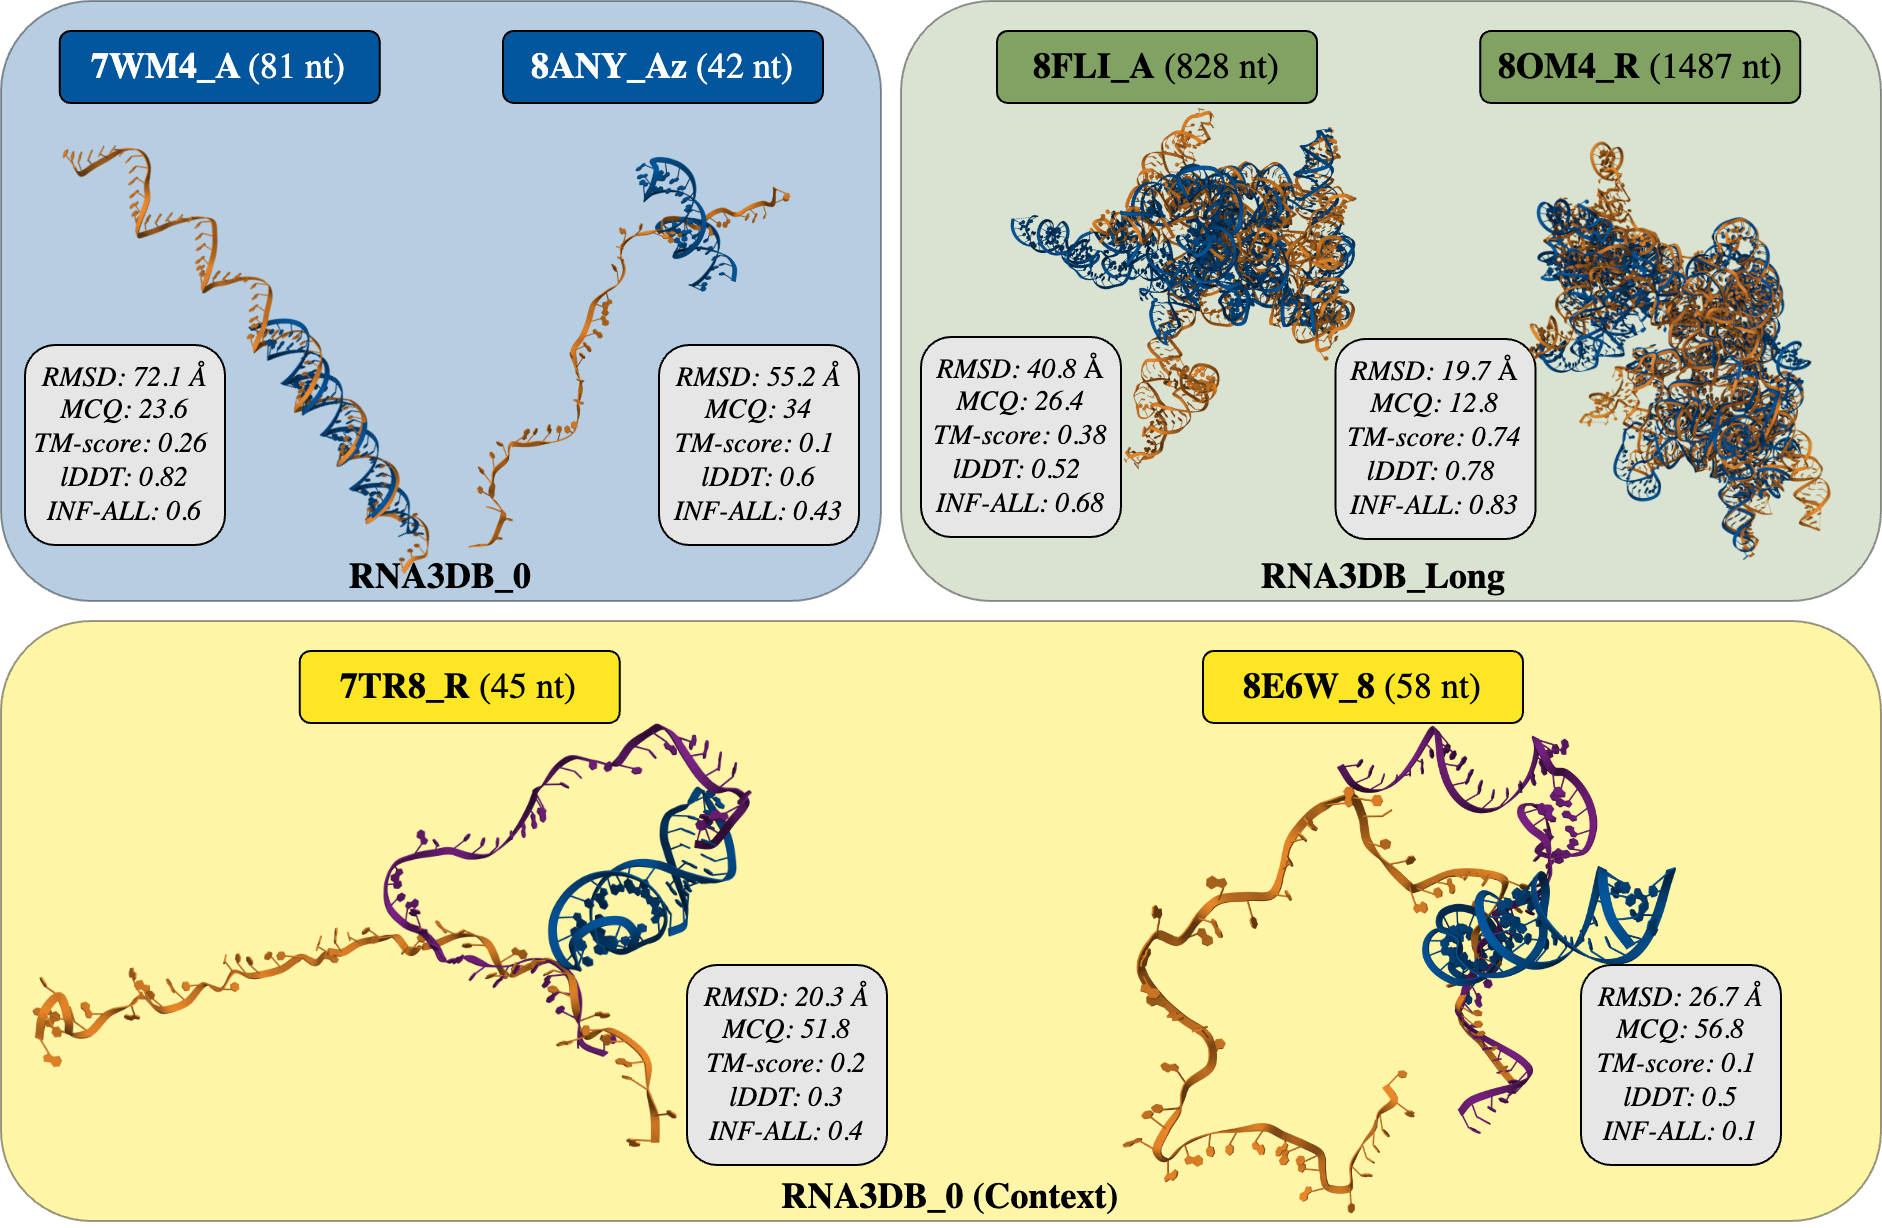 7WM4_A (81 nt)
8ANY_Az (42 nt)
RMSD: 72.1 Å
MCQ: 23.6
TM-score: 0.26
lDDT: 0.82
INF-ALL: 0.6
RMSD: 55.2 Å
MCQ: 34
TM-score: 0.1
lDDT: 0.6
INF-ALL: 0.43
RNA3DB_0
8FLI_A (828 nt)
8OM4_R (1487 nt)
RMSD: 40.8 Å
MCQ: 26.4
TM-score: 0.38
lDDT: 0.52
INF-ALL: 0.68
RMSD: 19.7 Å
MCQ: 12.8
TM-score: 0.74
lDDT: 0.78
INF-ALL: 0.83
RNA3DB_Long
7TR8_R (45 nt)
8E6W_8 (58 nt)
RMSD: 20.3 Å
MCQ: 51.8
TM-score: 0.2
lDDT: 0.3
INF-ALL: 0.4
RMSD: 26.7 Å
MCQ: 56.8
TM-score: 0.1
lDDT: 0.5
INF-ALL: 0.1
RNA3DB_0 (Context)